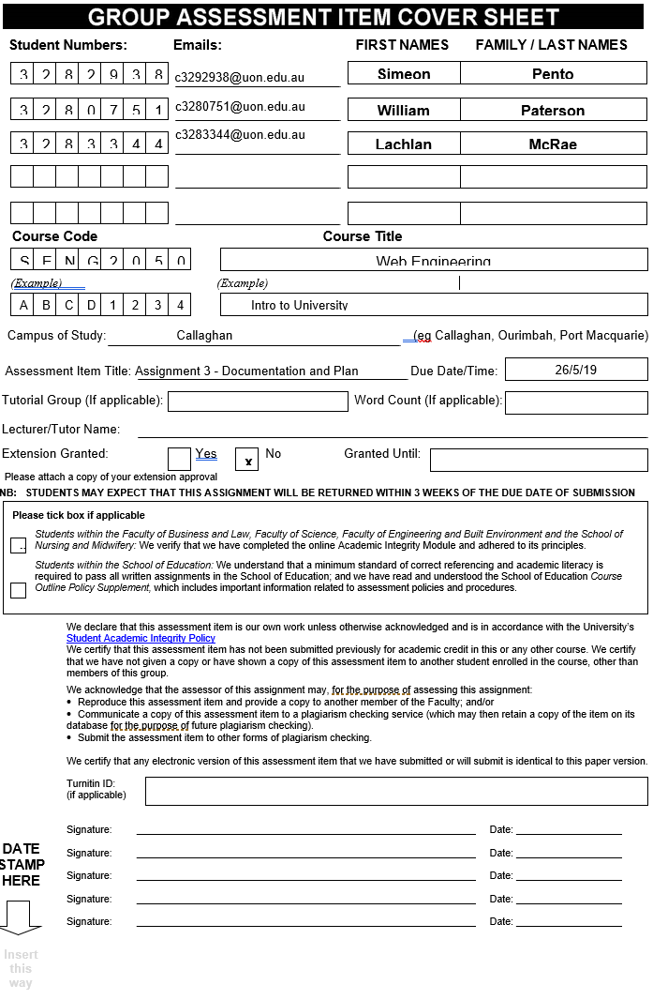 GROUP ASSESSMENT ITEM COVER SHEET
Student Numbers: Emails: FIRST NAMES FAMILY / LAST NAMES
3 2 8 2 9 3 8 c3292938@uon.edu.au Simeon Pento
3 2 8 0 7 5 1 c3280751@uon.edu.au William Paterson
3 2 8 3 3 4 4 c3283344@uon.edu.au Lachlan McRae
Course Code Course Title
S E N G 2 0 5 0 Web Engineering
(Example) (Example)
A B C D 1 2 3 4 Intro to University
Campus of Study: Callaghan (eg Callaghan, Ourimbah, Port Macquarie)
Assessment Item Title: Assignment 3 - Documentation and Plan Due Date/Time: 26/5/19
Tutorial Group (If applicable): Word Count (If applicable):
Lecturer/Tutor Name:
Extension Granted: Yes x No Granted Until:
Please attach a copy of your extension approval
NB: STUDENTS MAY EXPECT THAT THIS ASSIGNMENT WILL BE RETURNED WITHIN 3 WEEKS OF THE DUE DATE OF SUBMISSION
Please tick box if applicable
Students within the Faculty of Business and Law, Faculty of Science, Faculty of Engineering and Built Environment and the School of
Nursing and Midwifery: We verify that we have completed the online Academic Integrity Module and adhered to its principles.
Students within the School of Education: We understand that a minimum standard of correct referencing and academic literacy is
required to pass all written assignments in the School of Education; and we have read and understood the School of Education Course
Outline Policy Supplement, which includes important information related to assessment policies and procedures.
We declare that this assessment item is our own work unless otherwise acknowledged and is in accordance with the University's
Student Academic Integrity Policy
We certify that this assessment item has not been submitted previously for academic credit in this or any other course. We certify
that we have not given a copy or have shown a copy of this assessment item to another student enrolled in the course, other than
members of this group.
We acknowledge that the assessor of this assignment may, for the purpose of assessing this assignment:
• Reproduce this assessment item and provide a copy to another member of the Faculty; and/or
• Communicate a copy of this assessment item to a plagiarism checking service (which may then retain a copy of the item on its
database for the purpose of future plagiarism checking).
• Submit the assessment item to other forms of plagiarism checking.
We certify that any electronic version of this assessment item that we have submitted or will submit is identical to this paper version.
Turnitin ID:
(if applicable)
Signature: Date:
Signature: Date:
Signature: Date:
Signature: Date:
Signature: Date:
DATE
STAMP
HERE
Insert
this
way